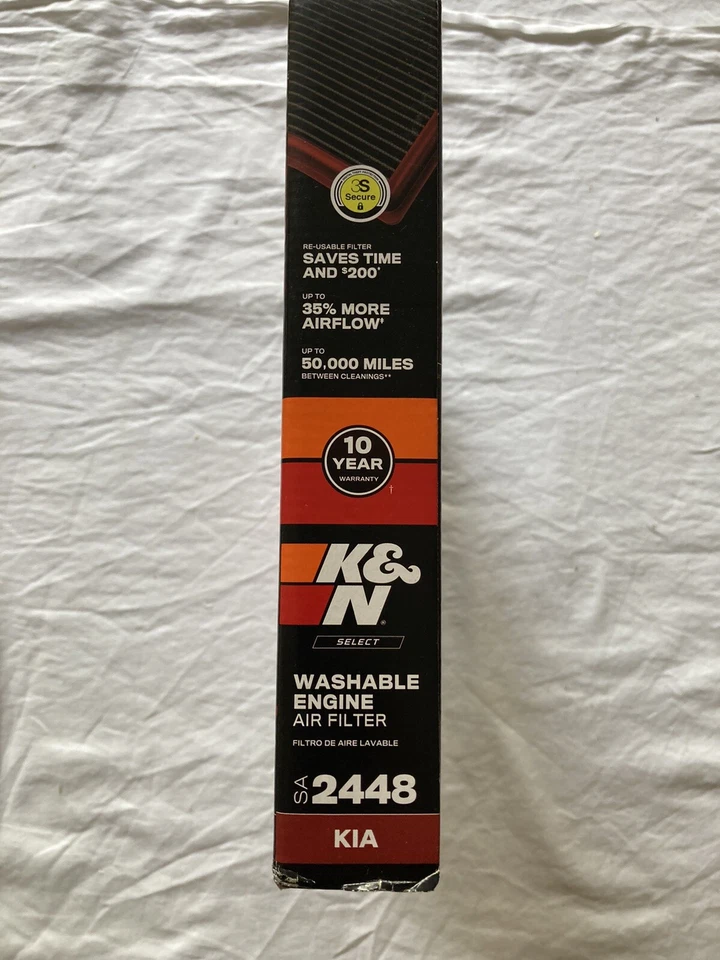 3S
Secure
RE-USABLE FILTER
SAVES TIME
AND $200*
UP TO
35% MORE
AIRFLOW†
UP TO
50,000 MILES
BETWEEN CLEANINGS**
10
YEAR
WARRANTY
†
K&
N®
SELECT
WASHABLE
ENGINE
AIR FILTER
FILTRO DE AIRE LAVABLE
SA 2448
KIA